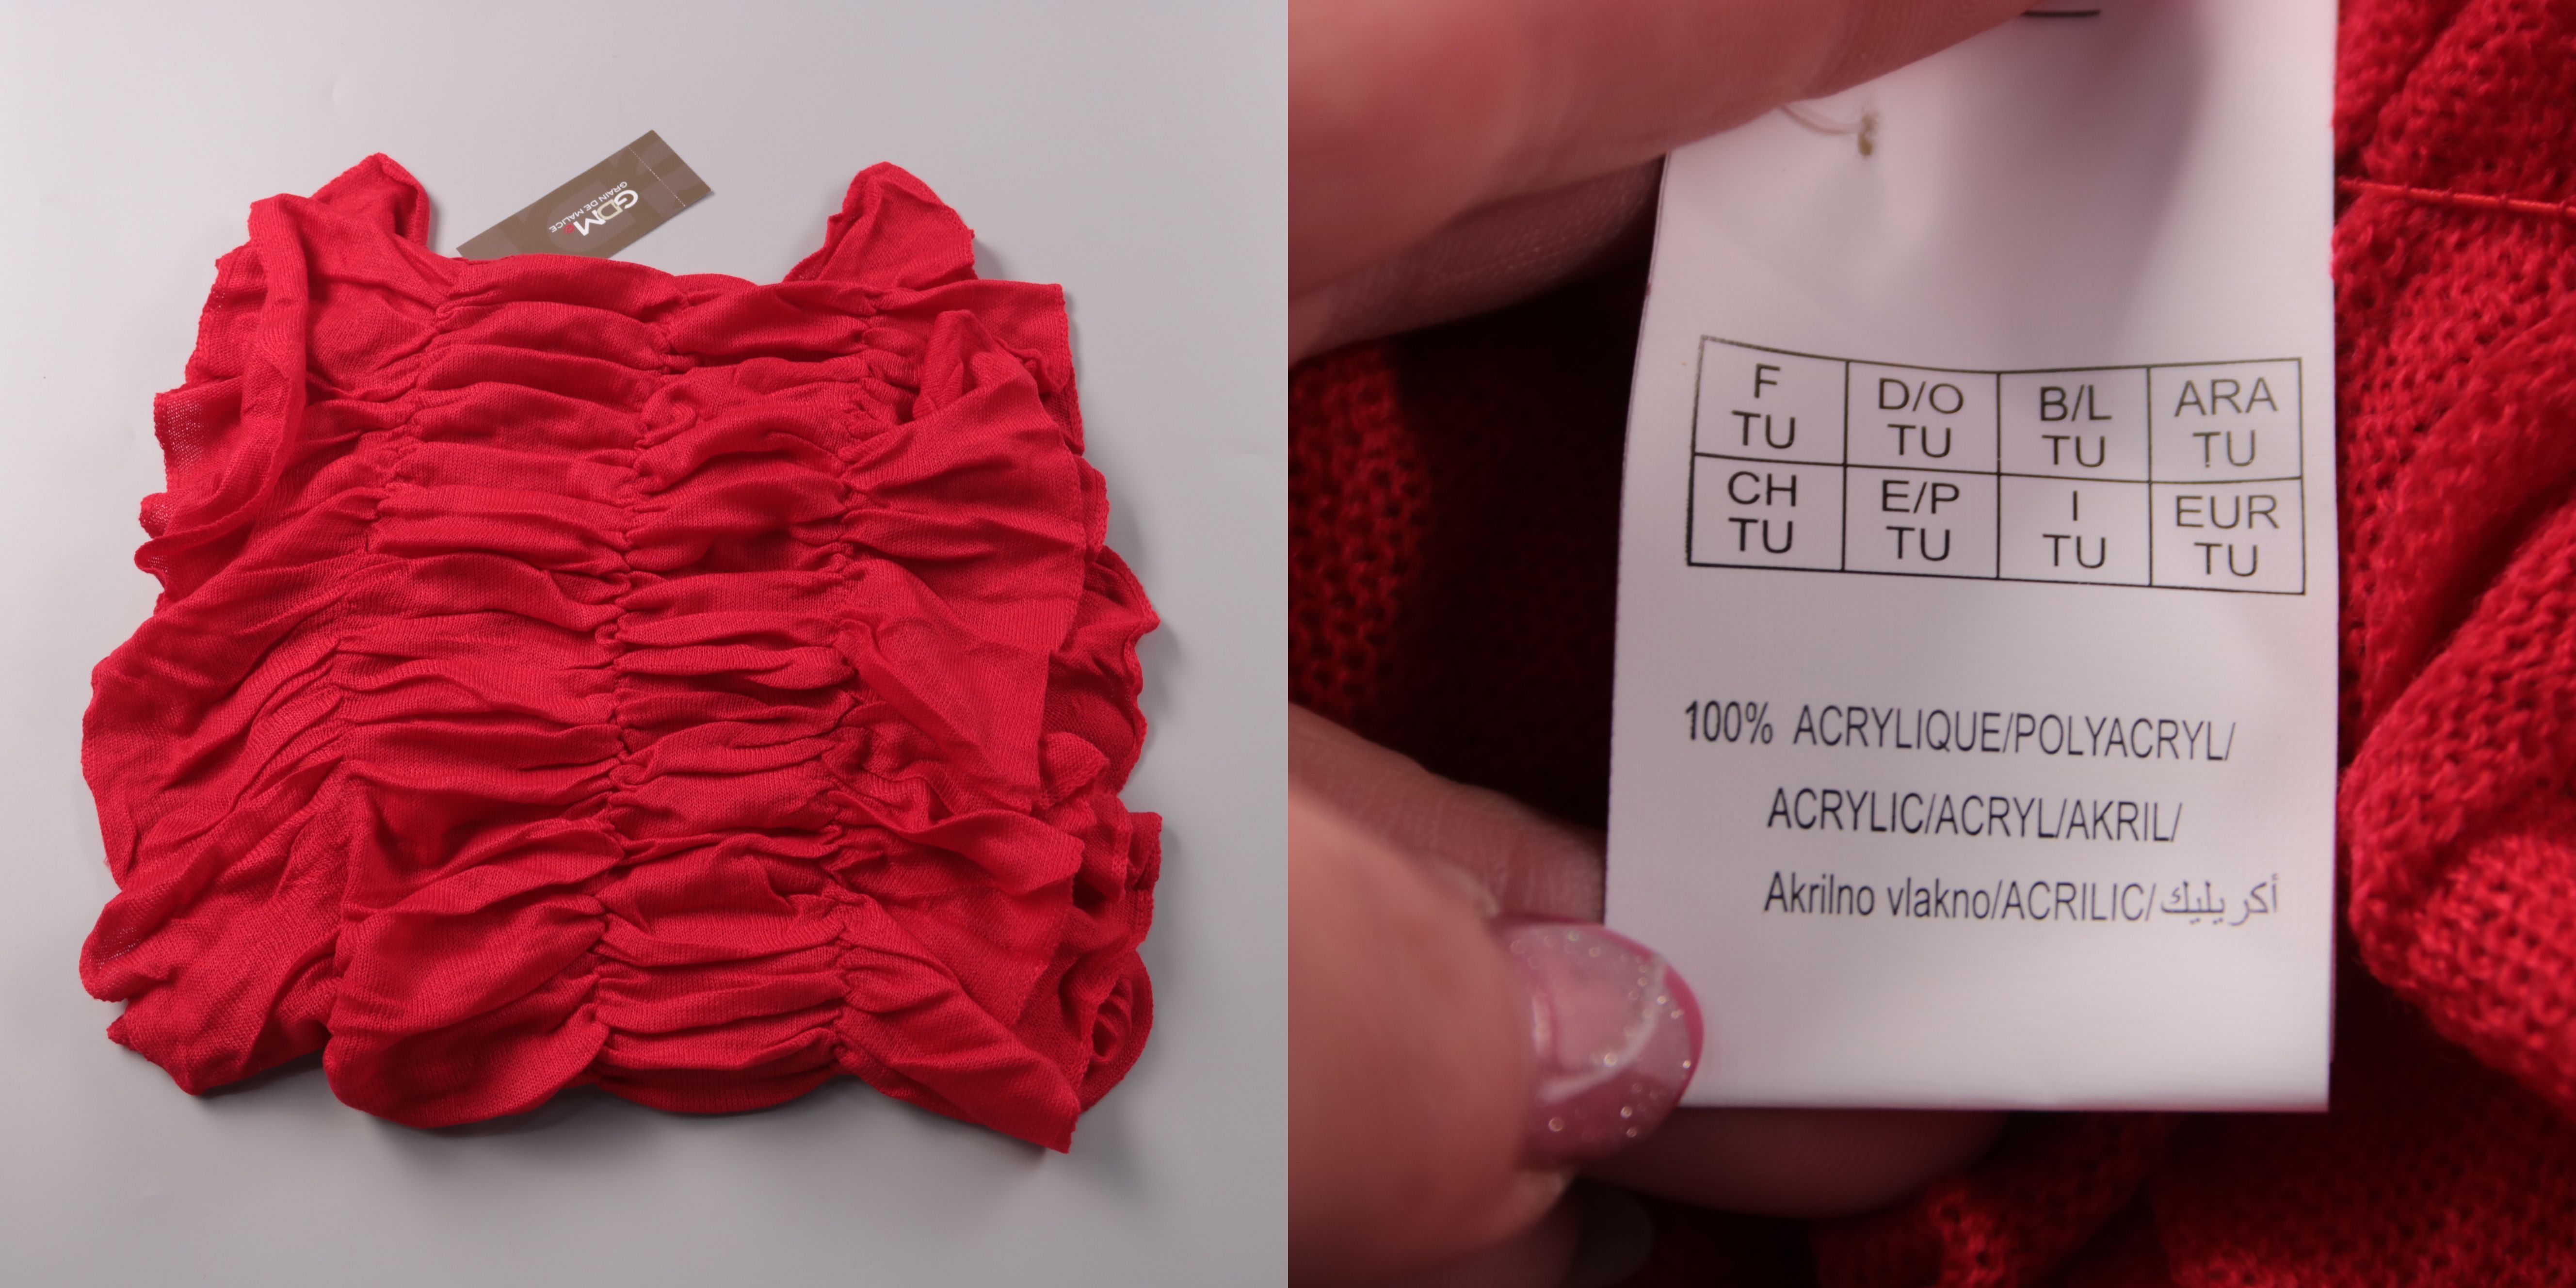 GDM
GRAIN DE MALICE
F D/O B/L ARA
TU TU TU TU
CH E/P I EUR
TU TU TU TU
100% ACRYLIQUE/POLYACRYL/
ACRYLIC/ACRYL/AKRIL/
Akrilno vlakno/ACRILIC/أكريليك